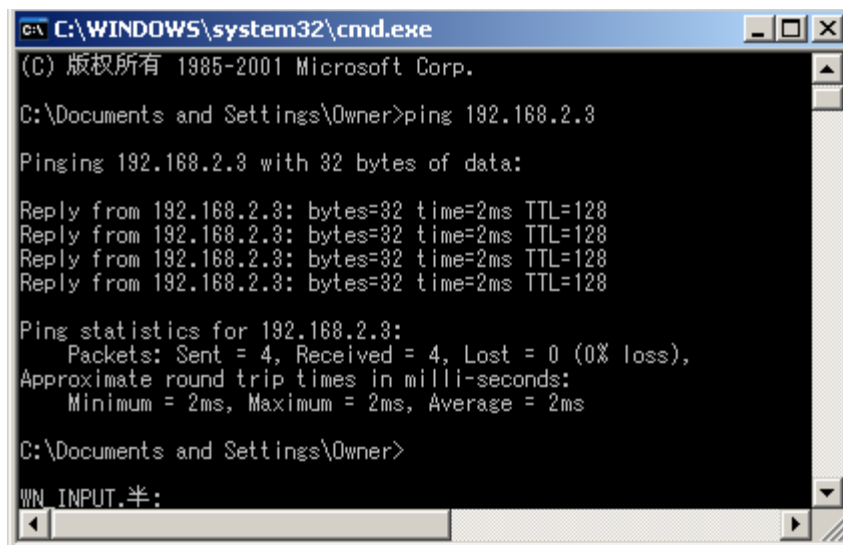 C:\WINDOWS\system32\cmd.exe
(C) 版权所有 1985-2001 Microsoft Corp.
C:\Documents and Settings\Owner>ping 192.168.2.3
Pinging 192.168.2.3 with 32 bytes of data:
Reply from 192.168.2.3: bytes=32 time=2ms TTL=128
Reply from 192.168.2.3: bytes=32 time=2ms TTL=128
Reply from 192.168.2.3: bytes=32 time=2ms TTL=128
Reply from 192.168.2.3: bytes=32 time=2ms TTL=128
Ping statistics for 192.168.2.3:
Packets: Sent = 4, Received = 4, Lost = 0 (0% loss),
Approximate round trip times in milli-seconds:
Minimum = 2ms, Maximum = 2ms, Average = 2ms
C:\Documents and Settings\Owner>
WN_INPUT.半: